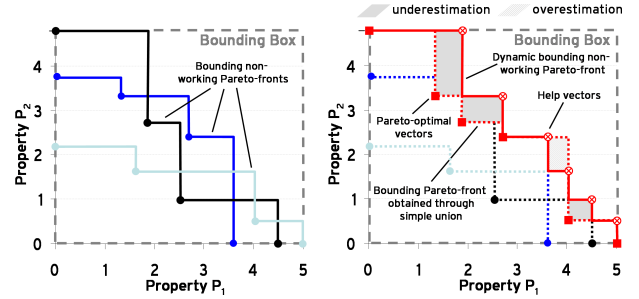 underestimation
overestimation
Bounding Box
Bounding non-
working Pareto-fronts
Property P2
4
3
2
1
0
0
1
2
3
4
5
Property P1
Bounding Box
Dynamic bounding non-
working Pareto-front
Help vectors
Pareto-optimal
vectors
Bounding Pareto-front
obtained through
simple union
Property P2
4
3
2
1
0
0
1
2
3
4
5
Property P1